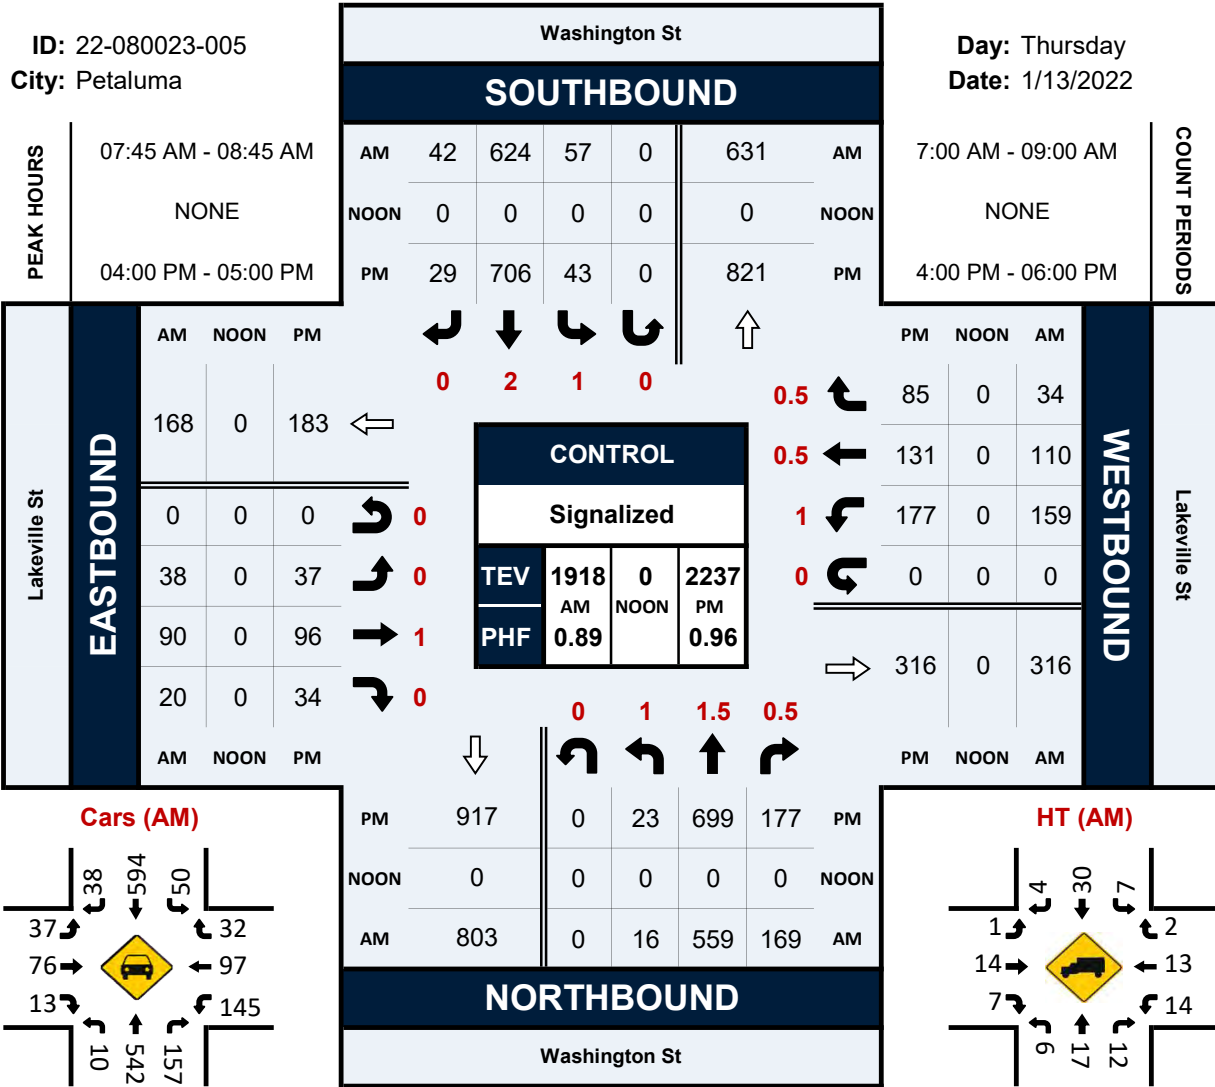 Washington St
ID: 22-080023-005
Day: Thursday
City: Petaluma
Date: 1/13/2022
SOUTHBOUND
PEAK HOURS
07:45 AM - 08:45 AM
NONE
04:00 PM - 05:00 PM
AM 42 624 57 0 631 AM
NOON 0 0 0 0 0 NOON
PM 29 706 43 0 821 PM
7:00 AM - 09:00 AM
NONE
4:00 PM - 06:00 PM
COUNT PERIODS
0 2 1 0
Lakeville St
EASTBOUND
AM NOON PM
168 0 183
0 0 0 0
38 0 37 0
90 0 96 1
20 0 34 0
AM NOON PM
CONTROL
Signalized
TEV 1918 0 2237
AM NOON PM
PHF 0.89 0.96
PM NOON AM
0.5 85 0 34
0.5 131 0 110
1 177 0 159
0 0 0 0
316 0 316
PM NOON AM
WESTBOUND
Lakeville St
0 1 1.5 0.5
PM 917 0 23 699 177 PM
NOON 0 0 0 0 0 NOON
AM 803 0 16 559 169 AM
NORTHBOUND
Washington St
Cars (AM)
38 594 50
37 32
76 97
13 145
10 542 157
HT (AM)
4 30 7
1 2
14 13
7 14
6 17 12